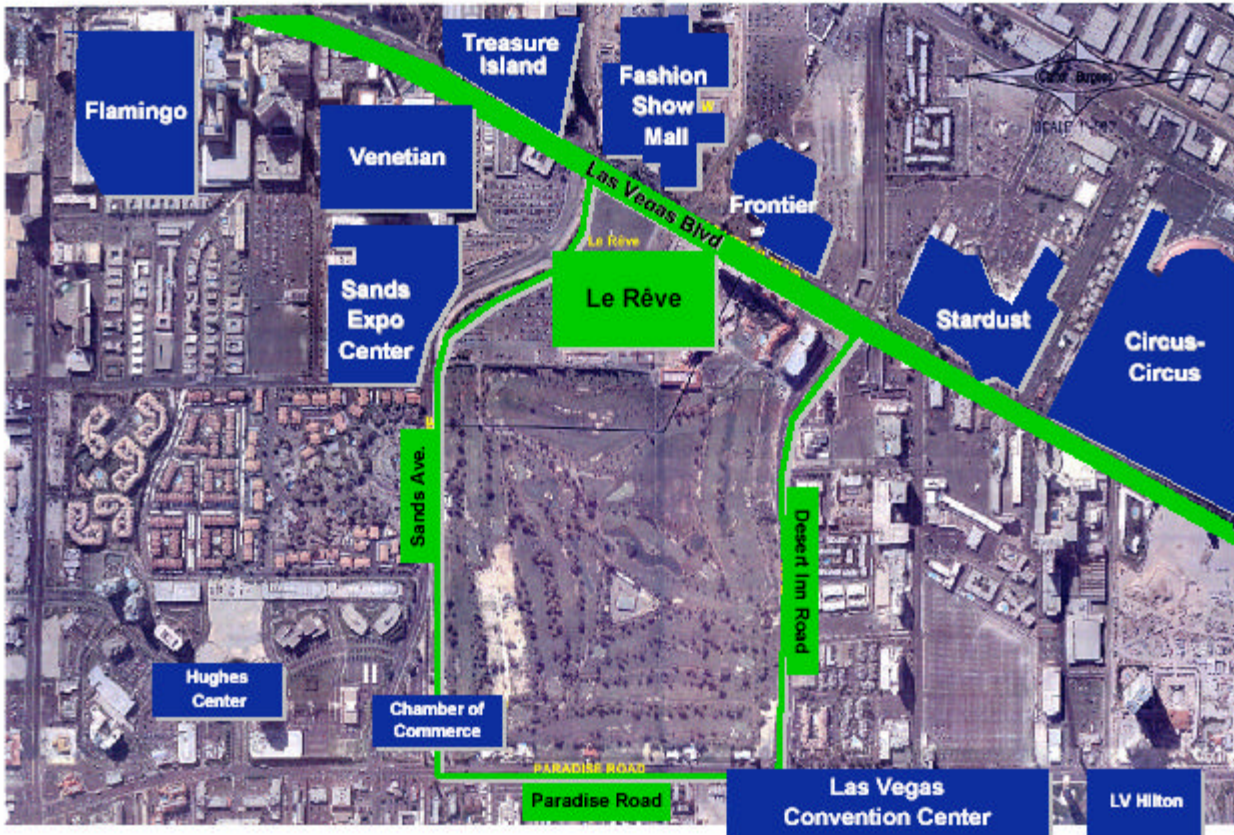 Flamingo
Treasure
Island
Fashion
Show
Mall
W
Venetian
Las Vegas Blvd
Frontier
Le Rêve
Sands
Expo
Center
Le Rêve
Stardust
Circus-
Circus
Sands Ave.
Desert Inn Road
Hughes
Center
Chamber of
Commerce
PARADISE ROAD
Paradise Road
Las Vegas
Convention Center
LV Hilton